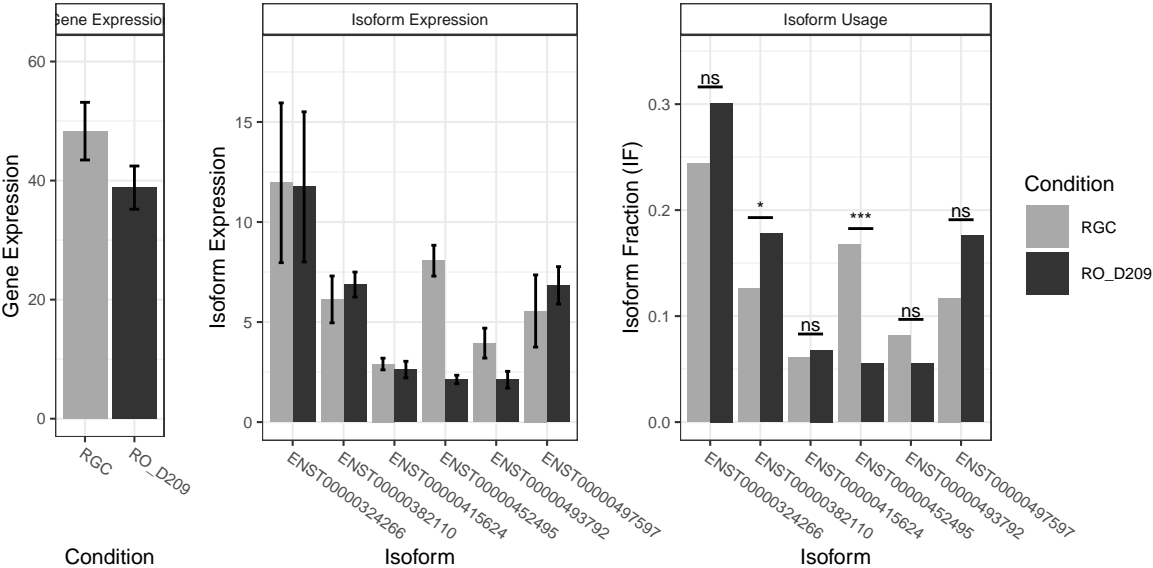 Gene Expression
Isoform Expression
Isoform Usage
Gene Expression
60
40
20
0
RGC
RO_D209
Condition
Isoform Expression
15
10
5
0
ENST00000324266
ENST00000382110
ENST00000415624
ENST00000452495
ENST00000493792
ENST00000497597
Isoform
Isoform Fraction (IF)
0.3
0.2
0.1
0.0
ns
*
ns
***
ns
ns
ENST00000324266
ENST00000382110
ENST00000415624
ENST00000452495
ENST00000493792
ENST00000497597
Isoform
Condition
RGC
RO_D209